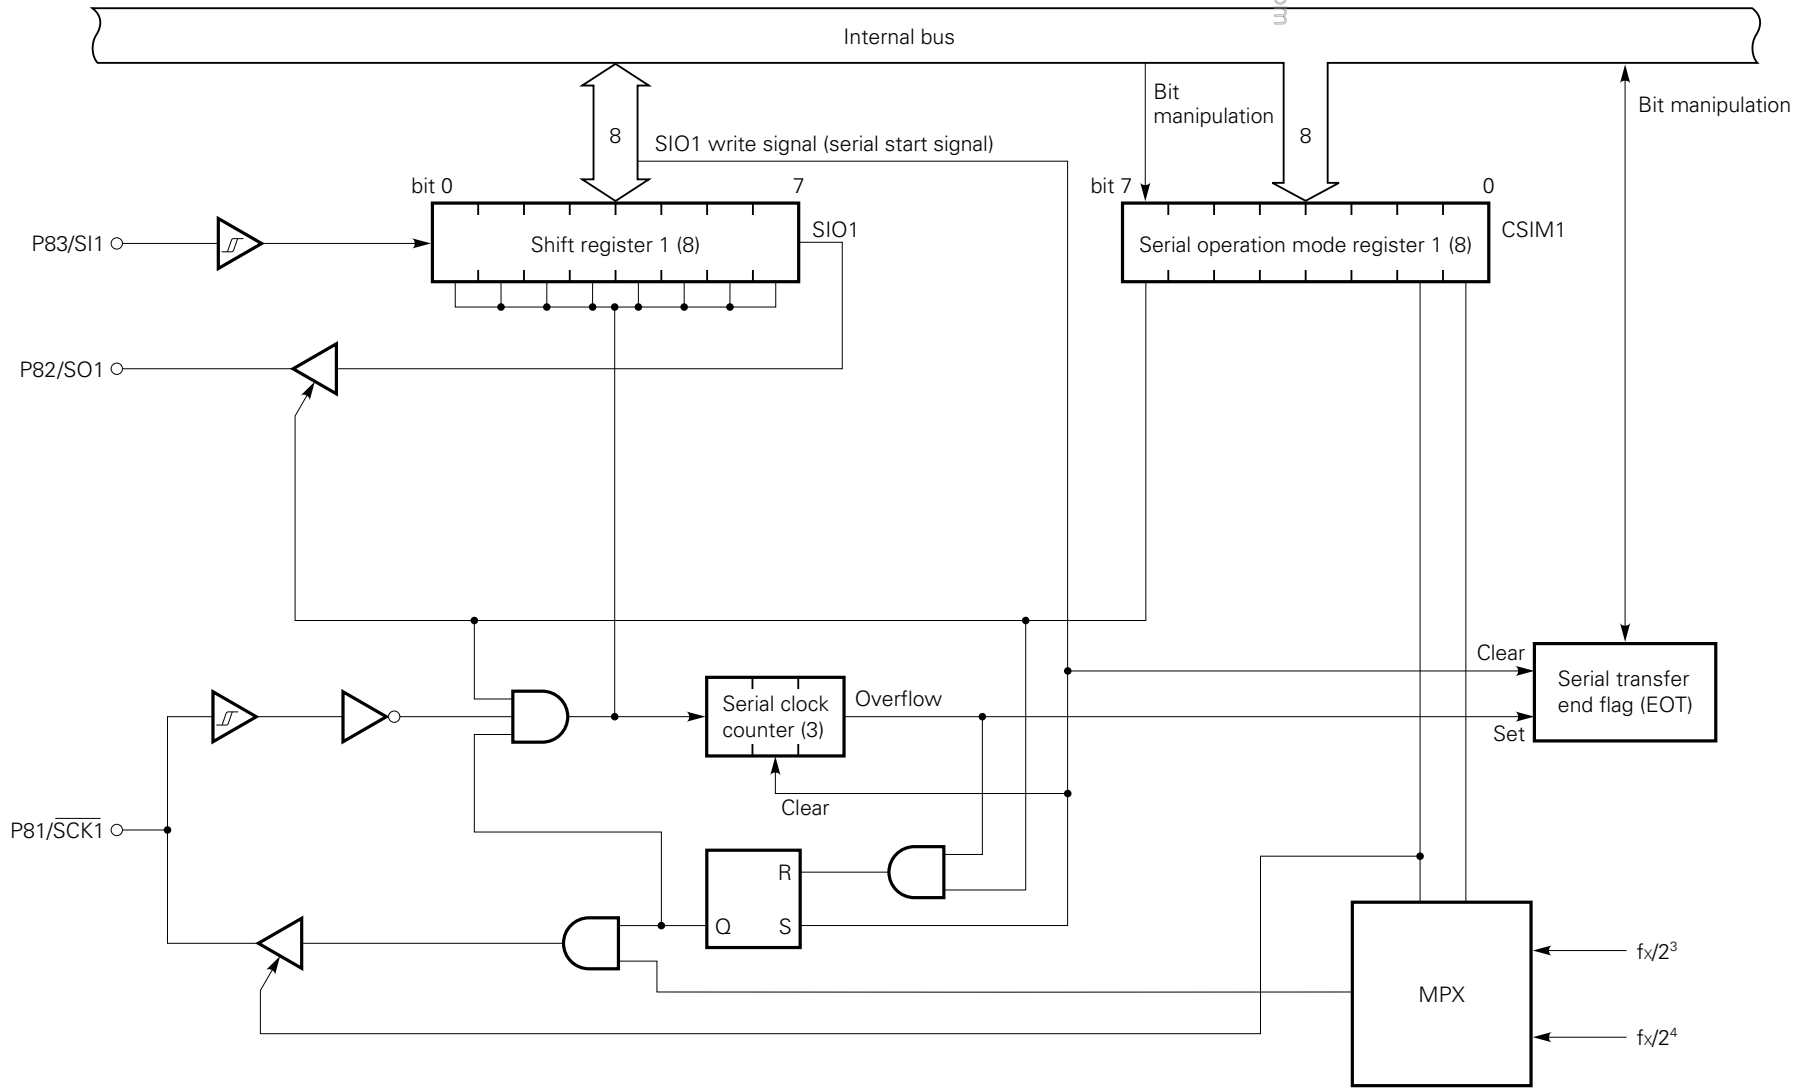 Internal bus
Bit
manipulation
Bit manipulation
8
SIO1 write signal (serial start signal)
8
bit 0
7
bit 7
0
P83/SI1
Shift register 1 (8)
SIO1
Serial operation mode register 1 (8)
CSIM1
P82/SO1
Clear
Serial transfer
end flag (EOT)
Set
Serial clock
counter (3)
Overflow
Clear
P81/SCK1
R
Q
S
MPX
fx/2³
fx/2⁴